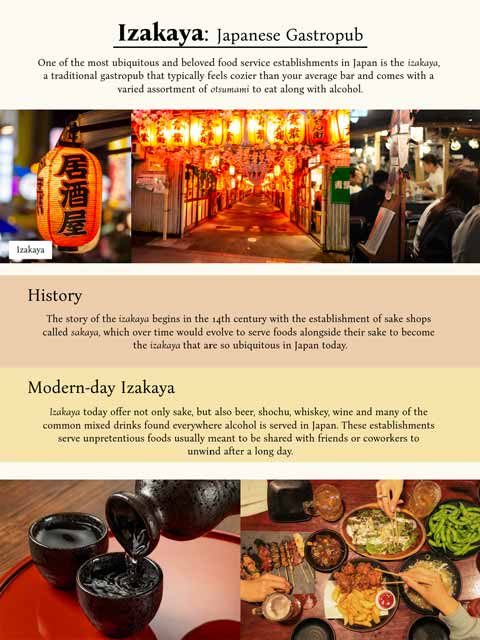 Izakaya: Japanese Gastropub
One of the most ubiquitous and beloved food service establishments in Japan is the izakaya,
a traditional gastropub that typically feels cozier than your average bar and comes with a
varied assortment of otsumami to eat along with alcohol.
居酒屋
Izakaya
History
The story of the izakaya begins in the 14th century with the establishment of sake shops
called sakaya, which over time would evolve to serve foods alongside their sake to become
the izakaya that are so ubiquitous in Japan today.
Modern-day Izakaya
Izakaya today offer not only sake, but also beer, shochu, whiskey, wine and many of the
common mixed drinks found everywhere alcohol is served in Japan. These establishments
serve unpretentious foods usually meant to be shared with friends or coworkers to
unwind after a long day.